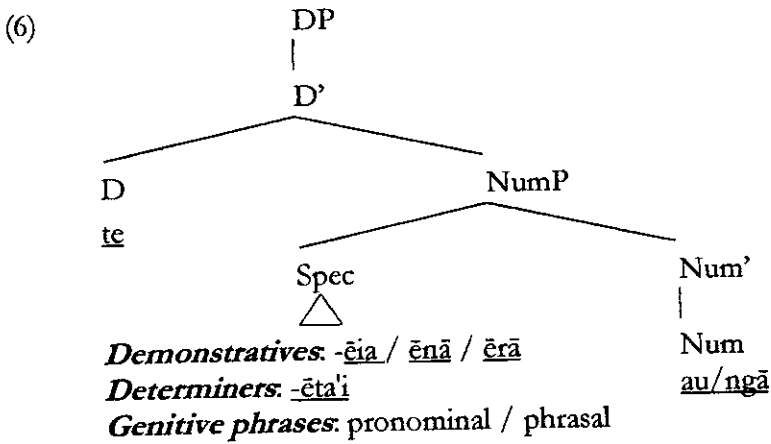 (6)
DP
D’
D NumP
te
Spec Num’
Demonstratives: -ēia / ēnā / ērā Num
Determiners: -ēta'i au/ngā
Genitive phrases: pronominal / phrasal